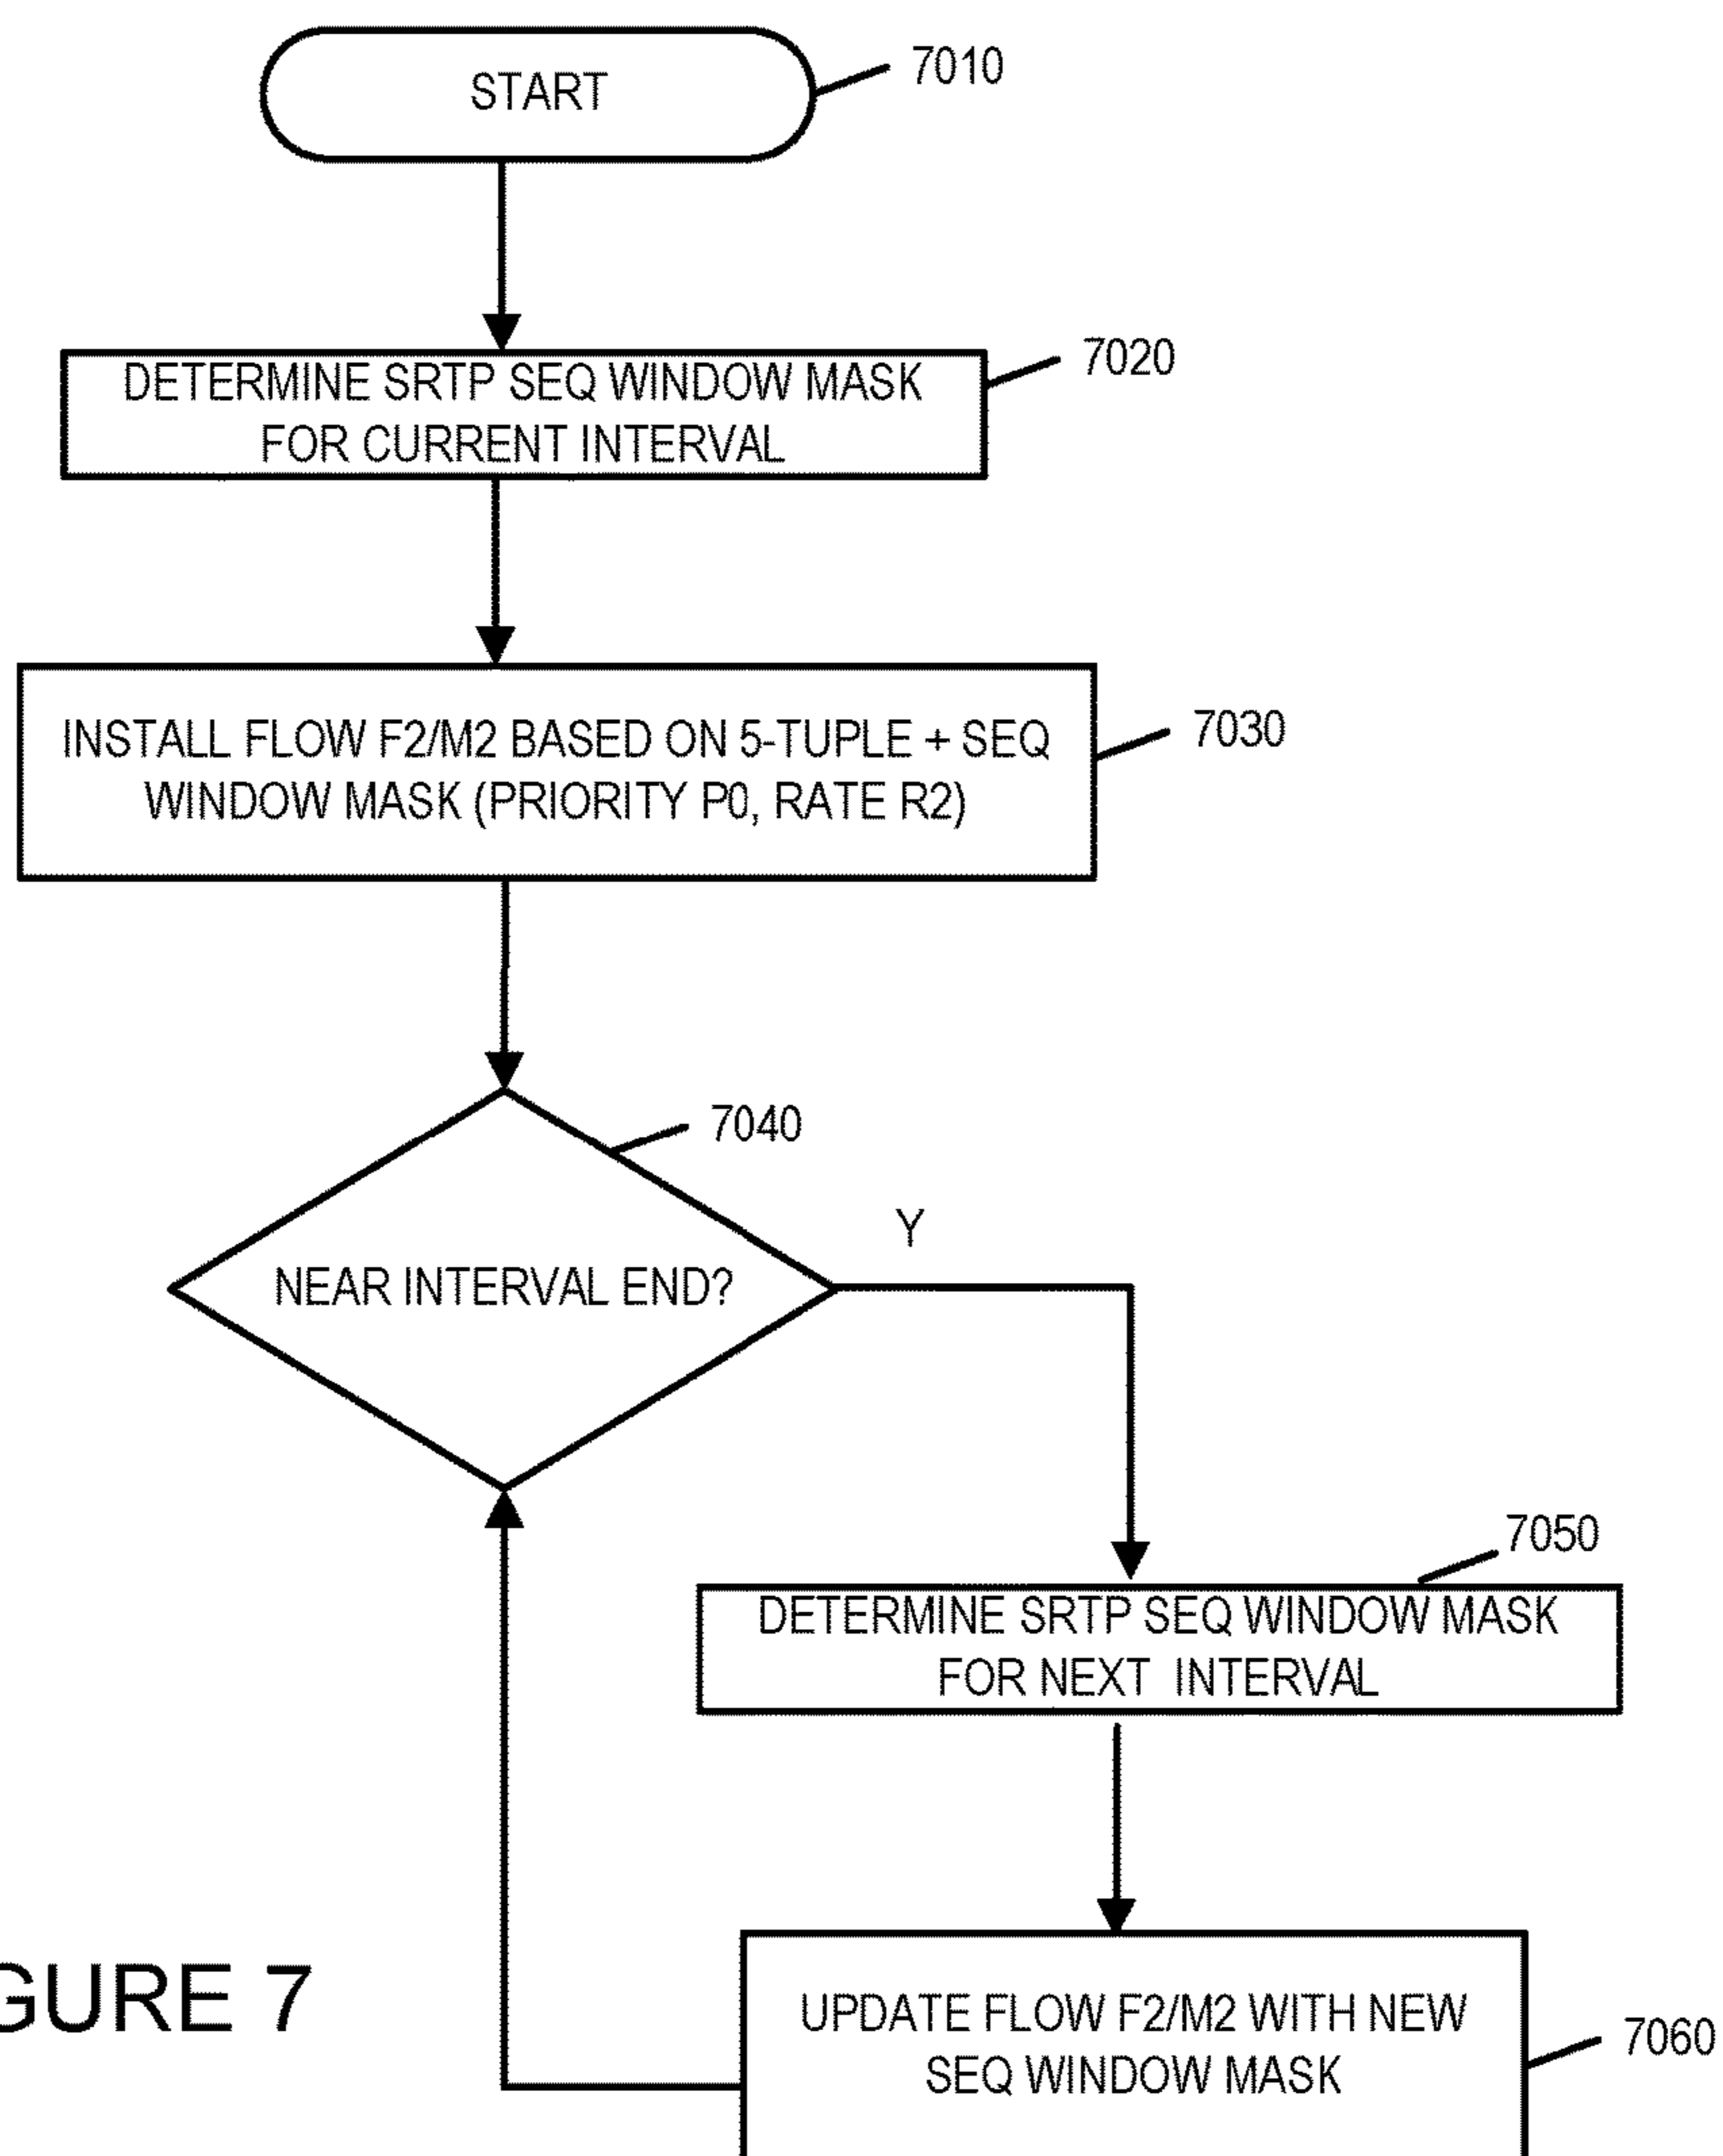 START
7010
DETERMINE SRTP SEQ WINDOW MASK
FOR CURRENT INTERVAL
7020
INSTALL FLOW F2/M2 BASED ON 5-TUPLE + SEQ
WINDOW MASK (PRIORITY P0, RATE R2)
7030
7040
Y
NEAR INTERVAL END?
7050
DETERMINE SRTP SEQ WINDOW MASK
FOR NEXT INTERVAL
UPDATE FLOW F2/M2 WITH NEW
SEQ WINDOW MASK
7060
GURE 7